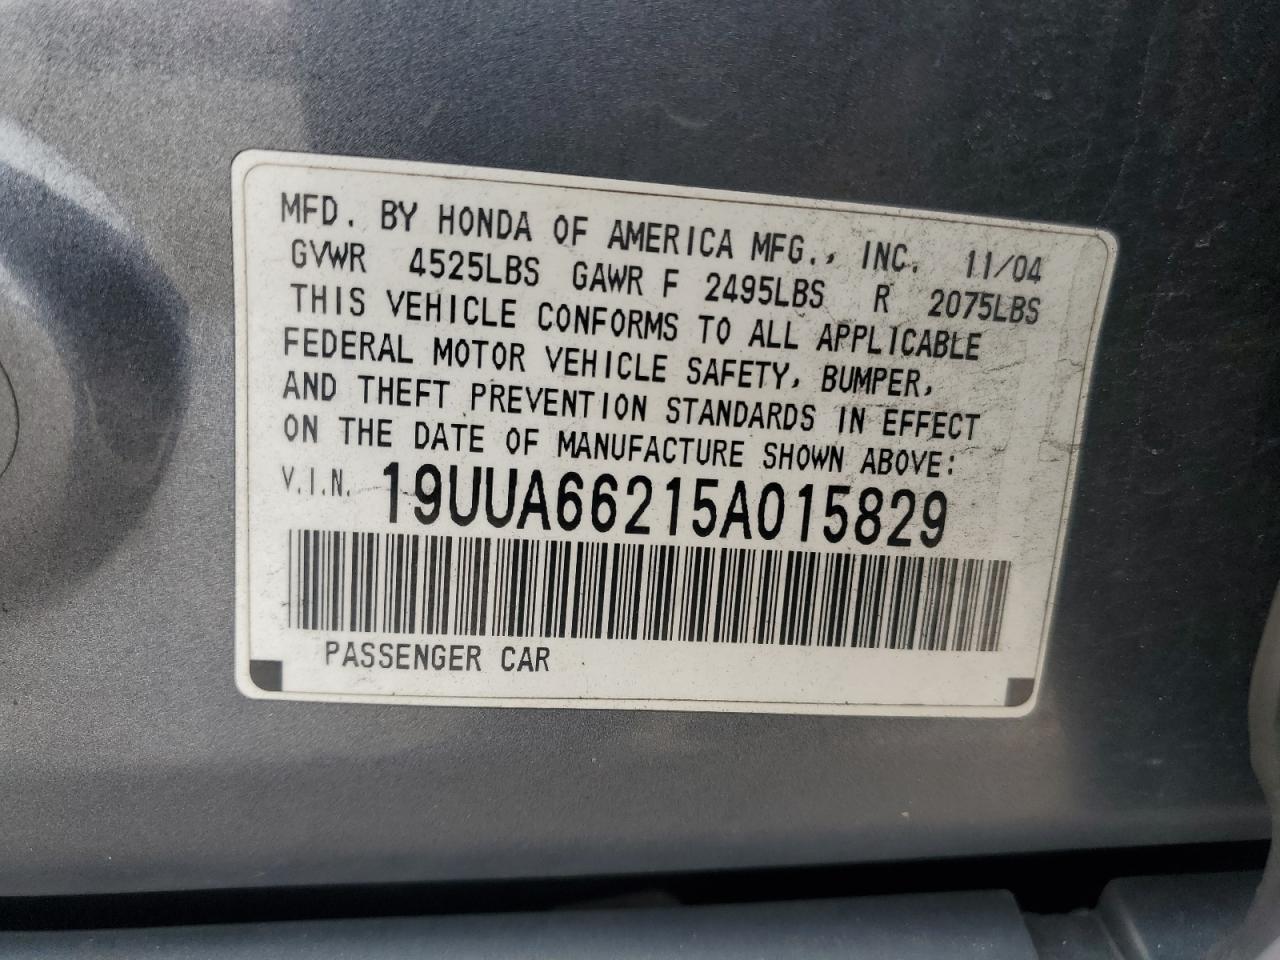 MFD. BY HONDA OF AMERICA MFG., INC. 11/04
GVWR 4525LBS GAWR F 2495LBS R 2075LBS
THIS VEHICLE CONFORMS TO ALL APPLICABLE
FEDERAL MOTOR VEHICLE SAFETY, BUMPER,
AND THEFT PREVENTION STANDARDS IN EFFECT
ON THE DATE OF MANUFACTURE SHOWN ABOVE:
V.I.N. 19UUA66215A015829
PASSENGER CAR